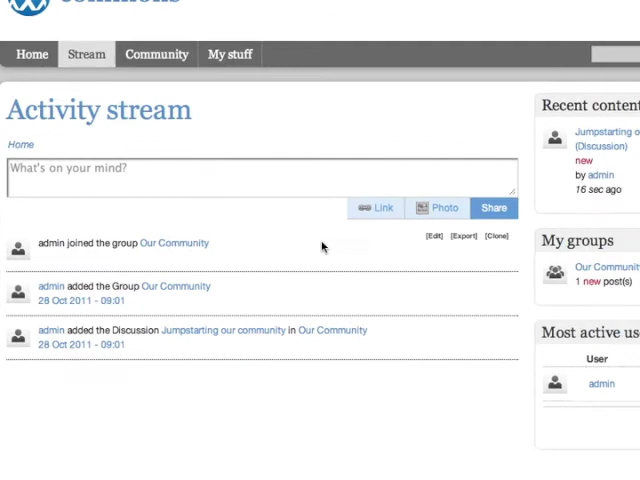 commons
Home Stream Community My stuff
Activity stream
Home
What's on your mind?
Link Photo Share
admin joined the group Our Community
[Edit] [Export] [Clone]
admin added the Group Our Community
28 Oct 2011 - 09:01
admin added the Discussion Jumpstarting our community in Our Community
28 Oct 2011 - 09:01
Recent content
Jumpstarting o
(Discussion)
new
by admin
16 sec ago
My groups
Our Communit
1 new post(s)
Most active us
User
admin